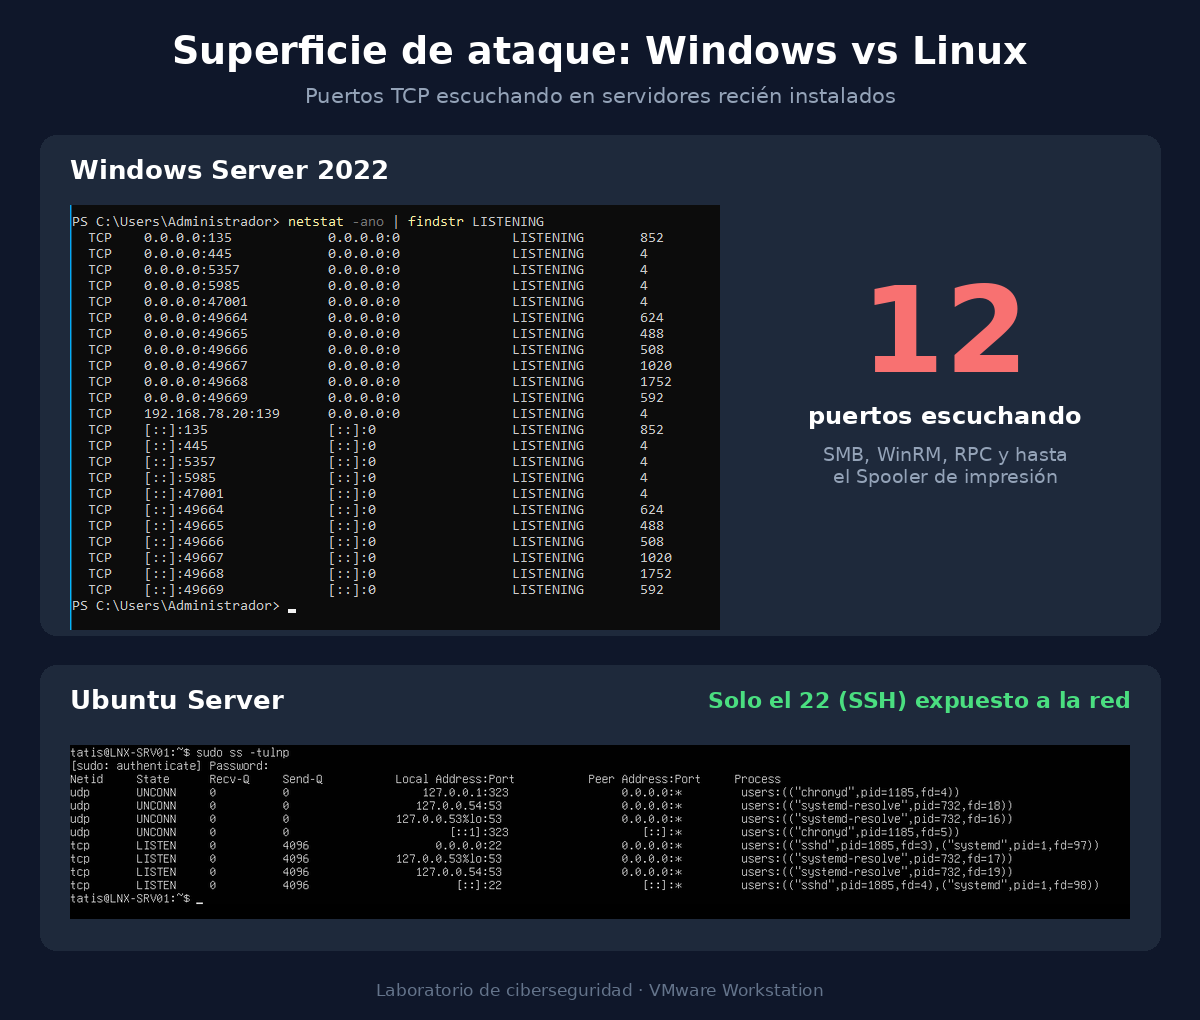 Superficie de ataque: Windows vs Linux
Puertos TCP escuchando en servidores recién instalados
Windows Server 2022
PS C:\Users\Administrador> netstat -ano | findstr LISTENING
TCP 0.0.0.0:135 0.0.0.0:0 LISTENING 852
TCP 0.0.0.0:445 0.0.0.0:0 LISTENING 4
TCP 0.0.0.0:5357 0.0.0.0:0 LISTENING 4
TCP 0.0.0.0:5985 0.0.0.0:0 LISTENING 4
TCP 0.0.0.0:47001 0.0.0.0:0 LISTENING 4
TCP 0.0.0.0:49664 0.0.0.0:0 LISTENING 624
TCP 0.0.0.0:49665 0.0.0.0:0 LISTENING 488
TCP 0.0.0.0:49666 0.0.0.0:0 LISTENING 508
TCP 0.0.0.0:49667 0.0.0.0:0 LISTENING 1020
TCP 0.0.0.0:49668 0.0.0.0:0 LISTENING 1752
TCP 0.0.0.0:49669 0.0.0.0:0 LISTENING 592
TCP 192.168.78.20:139 0.0.0.0:0 LISTENING 4
TCP [::]:135 [::]:0 LISTENING 852
TCP [::]:445 [::]:0 LISTENING 4
TCP [::]:5357 [::]:0 LISTENING 4
TCP [::]:5985 [::]:0 LISTENING 4
TCP [::]:47001 [::]:0 LISTENING 4
TCP [::]:49664 [::]:0 LISTENING 624
TCP [::]:49665 [::]:0 LISTENING 488
TCP [::]:49666 [::]:0 LISTENING 508
TCP [::]:49667 [::]:0 LISTENING 1020
TCP [::]:49668 [::]:0 LISTENING 1752
TCP [::]:49669 [::]:0 LISTENING 592
PS C:\Users\Administrador>
12
puertos escuchando
SMB, WinRM, RPC y hasta
el Spooler de impresión
Ubuntu Server
Solo el 22 (SSH) expuesto a la red
tatis@LNX-SRV01:~$ sudo ss -tulnp
[sudo: authenticate] Password:
Netid State Recv-Q Send-Q Local Address:Port Peer Address:Port Process
udp UNCONN 0 0 127.0.0.1:323 0.0.0.0:* users:(("chronyd",pid=1185,fd=4))
udp UNCONN 0 0 127.0.0.54:53 0.0.0.0:* users:(("systemd-resolve",pid=732,fd=18))
udp UNCONN 0 0 127.0.0.53%lo:53 0.0.0.0:* users:(("systemd-resolve",pid=732,fd=16))
udp UNCONN 0 0 [::1]:323 [::]:* users:(("chronyd",pid=1185,fd=5))
tcp LISTEN 0 4096 0.0.0.0:22 0.0.0.0:* users:(("sshd",pid=1885,fd=3),("systemd",pid=1,fd=97))
tcp LISTEN 0 4096 127.0.0.53%lo:53 0.0.0.0:* users:(("systemd-resolve",pid=732,fd=17))
tcp LISTEN 0 4096 127.0.0.54:53 0.0.0.0:* users:(("systemd-resolve",pid=732,fd=19))
tcp LISTEN 0 4096 [::]:22 [::]:* users:(("sshd",pid=1885,fd=4),("systemd",pid=1,fd=98))
tatis@LNX-SRV01:~$ _
Laboratorio de ciberseguridad · VMware Workstation